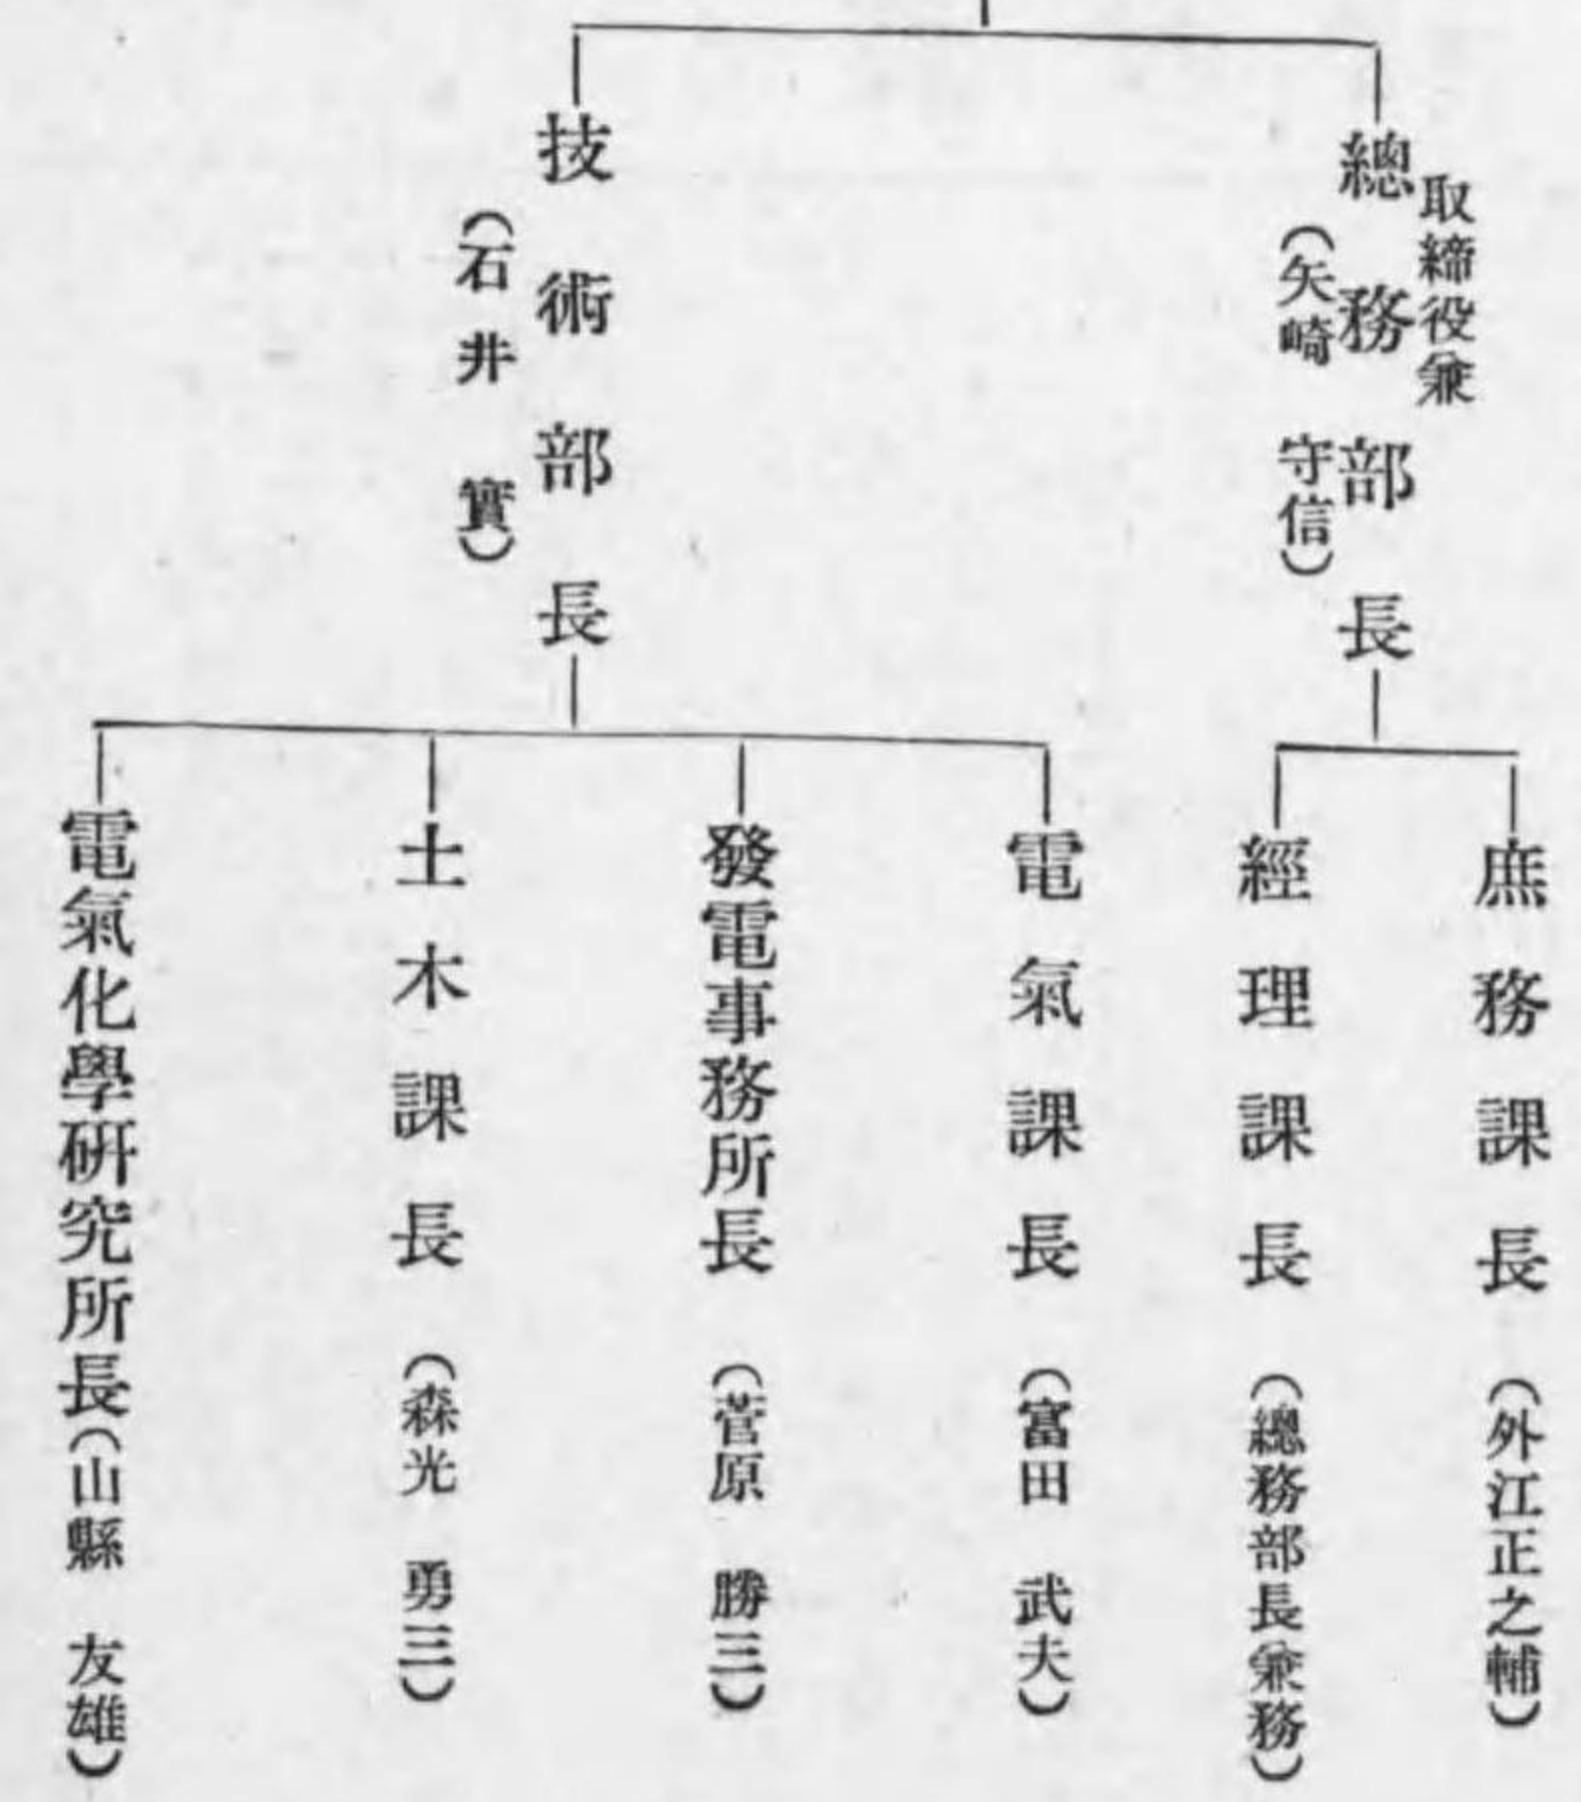 取締役兼
總務部長
(矢崎 守信)
技術部長
(石井 實)
庶務課長 (外江正之輔)
經理課長 (總務部長兼務)
電氣課長 (富田 武夫)
發電事務所長 (菅原 勝三)
土木課長 (森光 勇三)
電氣化學硏究所長(山縣 友雄)